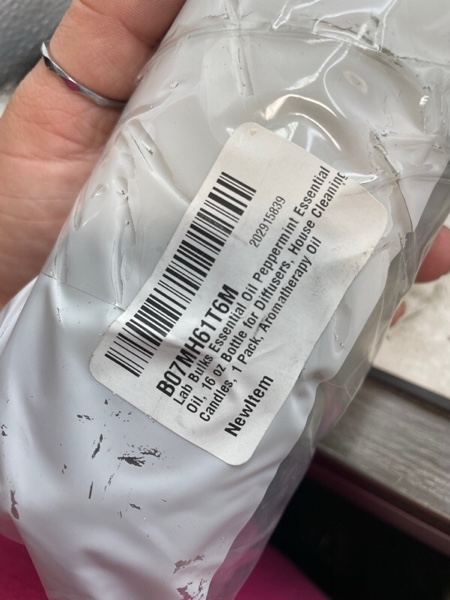 202915839
B07MH61T6M
Lab Bulks Essential Oil Peppermint Essential
Oil, 16 oz Bottle for Diffusers, House Cleaning,
Candles, 1 Pack, Aromatherapy Oil
NewItem